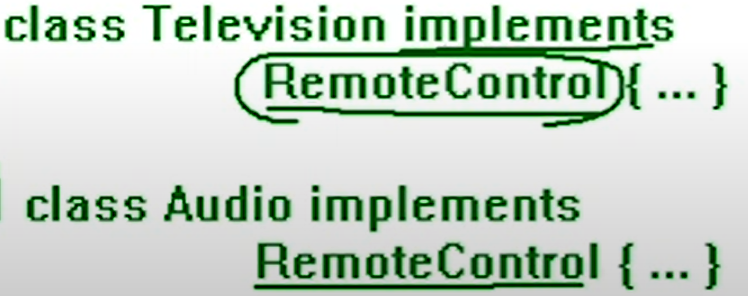 class Television implements
RemoteControl{ ... }
class Audio implements
RemoteControl { ... }